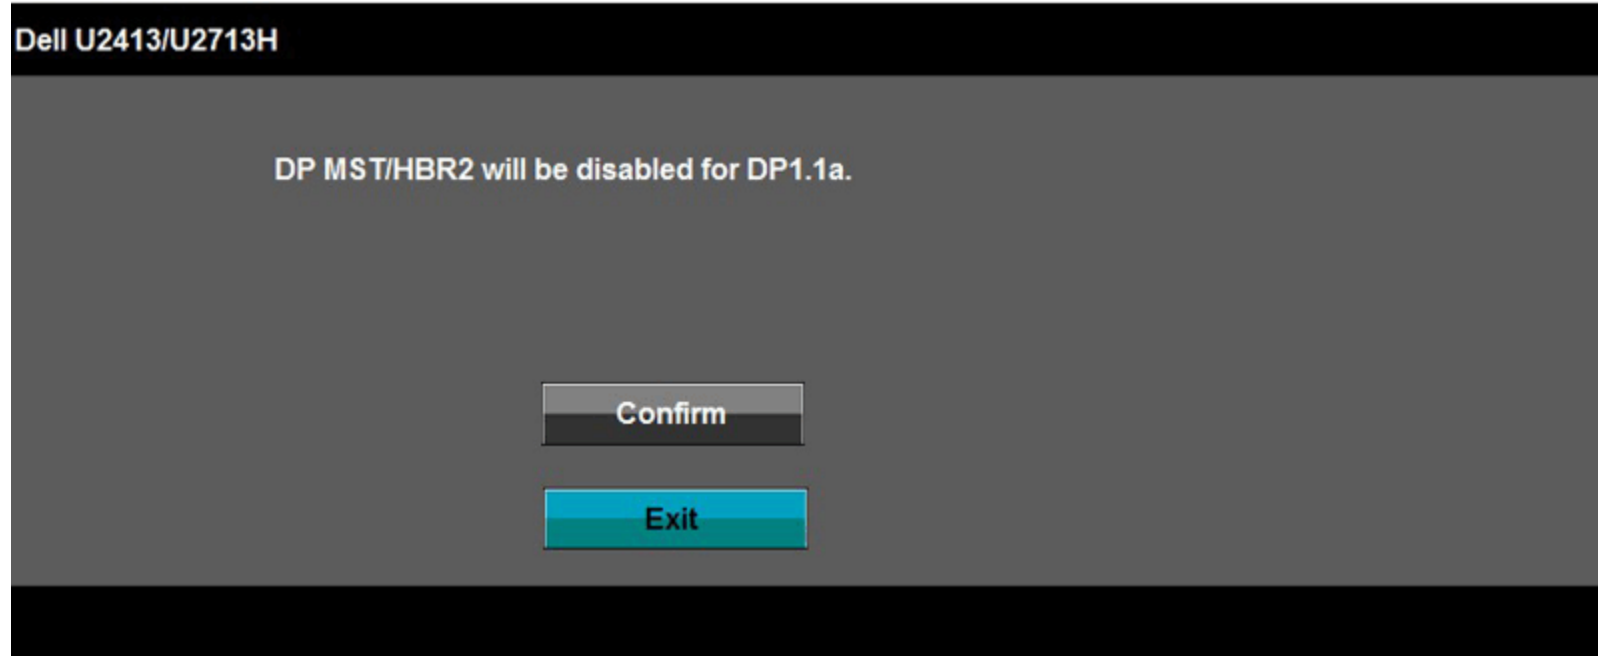 Dell U2413/U2713H
DP MST/HBR2 will be disabled for DP1.1a.
Confirm
Exit